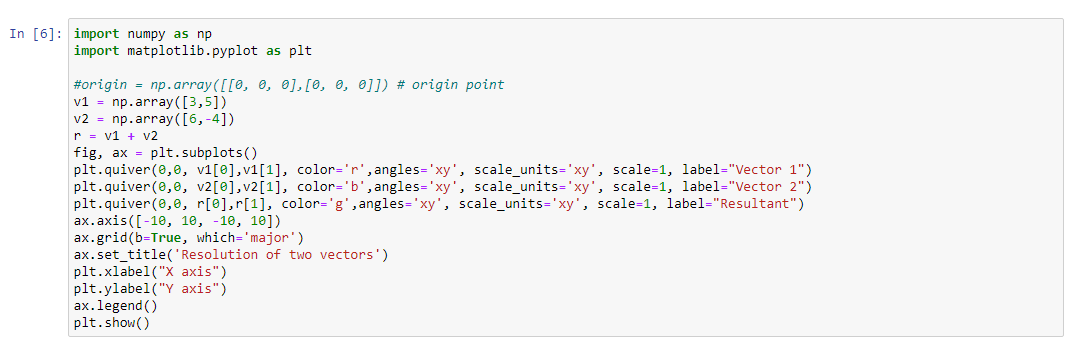 In [6]: import numpy as np
import matplotlib.pyplot as plt
#origin = np.array([[0, 0, 0],[0, 0, 0]]) # origin point
v1 = np.array([3,5])
v2 = np.array([6,-4])
r = v1 + v2
fig, ax = plt.subplots()
plt.quiver(0,0, v1[0],v1[1], color='r',angles='xy', scale_units='xy', scale=1, label="Vector 1")
plt.quiver(0,0, v2[0],v2[1], color='b',angles='xy', scale_units='xy', scale=1, label="Vector 2")
plt.quiver(0,0, r[0],r[1], color='g',angles='xy', scale_units='xy', scale=1, label="Resultant")
ax.axis([-10, 10, -10, 10])
ax.grid(b=True, which='major')
ax.set_title('Resolution of two vectors')
plt.xlabel("X axis")
plt.ylabel("Y axis")
ax.legend()
plt.show()